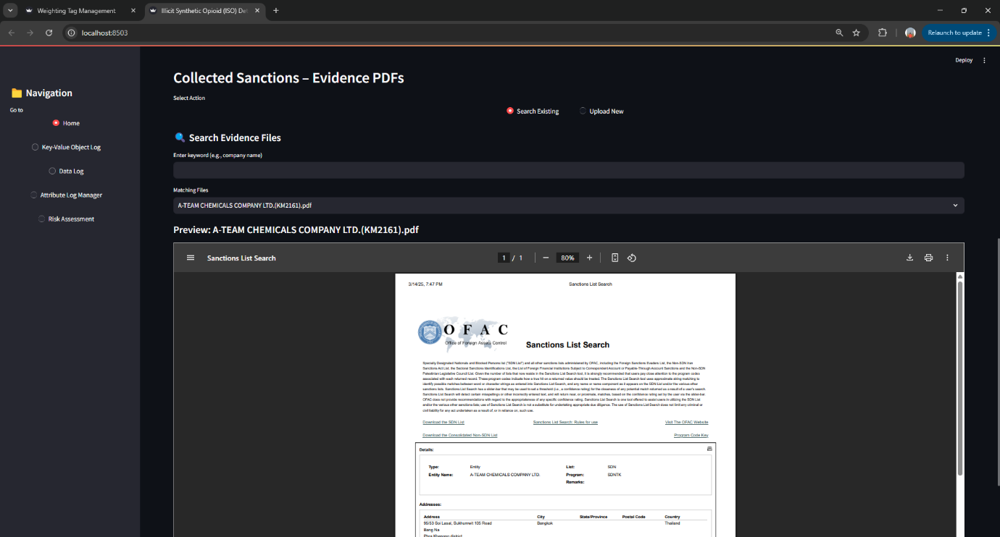 Weighting Tag Management
Illicit Synthetic Opioid (ISO) De
localhost:8503
Relaunch to update
Deploy
Navigation
Go to
Home
Key-Value Object Log
Data Log
Attribute Log Manager
Risk Assessment
Collected Sanctions – Evidence PDFs
Select Action
Search Existing
Upload New
Search Evidence Files
Enter keyword (e.g., company name)
Matching Files
A-TEAM CHEMICALS COMPANY LTD.(KM2161).pdf
Preview: A-TEAM CHEMICALS COMPANY LTD.(KM2161).pdf
Sanctions List Search
1 / 1
80%
3/14/25, 7:47 PM
Sanctions List Search
OFAC
Office of Foreign Assets Control
Sanctions List Search
Specially Designated Nationals and Blocked Persons list ("SDN List") and all other sanctions lists administered by OFAC, including the Foreign Sanctions Evaders List, the Non-SDN Iran
Sanctions Act List, the Sectoral Sanctions Identifications List, the List of Foreign Financial Institutions Subject to Correspondent Account or Payable-Through Account Sanctions and the Non-SDN
Palestinian Legislative Council List. Given the number of lists that now reside in the Sanctions List Search tool, it is strongly recommended that users pay close attention to the program codes
associated with each returned record. These program codes indicate how a true hit on a returned value should be treated. The Sanctions List Search tool uses approximate string matching to
identify possible matches between word or character strings as entered into Sanctions List Search, and any name or name component as it appears on the SDN List and/or the various other
sanctions lists. Sanctions List Search has a slider-bar that may be used to set a threshold (i.e., a confidence rating) for the closeness of any potential match returned as a result of a user's search.
Sanctions List Search will detect certain misspellings or other incorrectly entered text, and will return near, or proximate, matches, based on the confidence rating set by the user via the slider-bar.
OFAC does not provide recommendations with regard to the appropriateness of any specific confidence rating. Sanctions List Search is one tool offered to assist users in utilizing the SDN List
and/or the various other sanctions lists; use of Sanctions List Search is not a substitute for undertaking appropriate due diligence. The use of Sanctions List Search does not limit any criminal or
civil liability for any act undertaken as a result of, or in reliance on, such use.
Download the SDN List
Sanctions List Search: Rules for use
Visit The OFAC Website
Download the Consolidated Non-SDN List
Program Code Key
Details:
Type: Entity List: SDN
Entity Name: A-TEAM CHEMICALS COMPANY LTD. Program: SDNTK
Remarks:
Addresses:
Address City State/Province Postal Code Country
95/53 Soi Lasal, Sukhumwit 105 Road Bangkok Thailand
Bang Na
Phra Khanong district